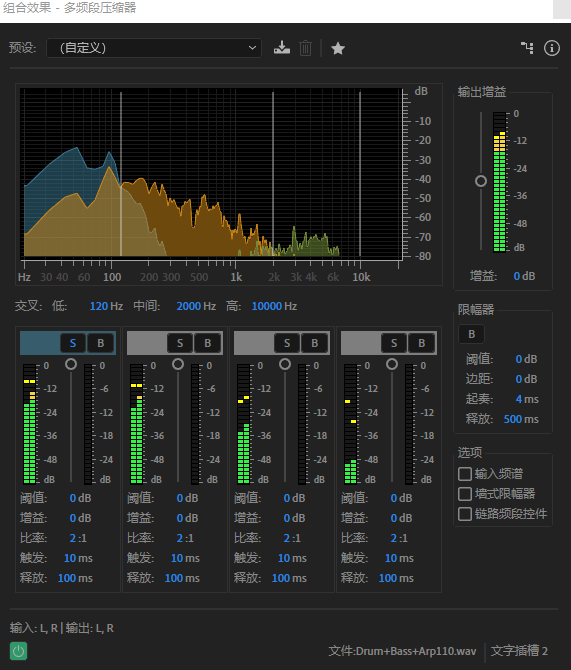 组合效果 - 多频段压缩器
预设: (自定义)
输出增益
dB
-10
-20
-30
-40
-50
-60
-70
-80
Hz 30 40 60 100 200 300 500 1k 2k 3k 4k 6k 10k
0
-12
-24
-36
-48
dB
增益: 0 dB
交叉: 低: 120 Hz 中间: 2000 Hz 高: 10000 Hz
S B S B S B S B
0 0 0 0 0 0 0 0
-12 -6 -12 -6 -12 -6 -12 -6
-24 -12 -24 -12 -24 -12 -24 -12
-36 -18 -36 -18 -36 -18 -36 -18
-48 -24 -48 -24 -48 -24 -48 -24
dB dB dB dB dB dB dB dB
阈值: 0 dB 阈值: 0 dB 阈值: 0 dB 阈值: 0 dB
增益: 0 dB 增益: 0 dB 增益: 0 dB 增益: 0 dB
比率: 2 :1 比率: 2 :1 比率: 2 :1 比率: 2 :1
触发: 10 ms 触发: 10 ms 触发: 10 ms 触发: 10 ms
释放: 100 ms 释放: 100 ms 释放: 100 ms 释放: 100 ms
限幅器
B
阈值: 0 dB
边距: 0 dB
起奏: 4 ms
释放: 500 ms
选项
输入频谱
墙式限幅器
链路频段控件
输入: L, R | 输出: L, R
文件:Drum+Bass+Arp110.wav 文字插槽 2